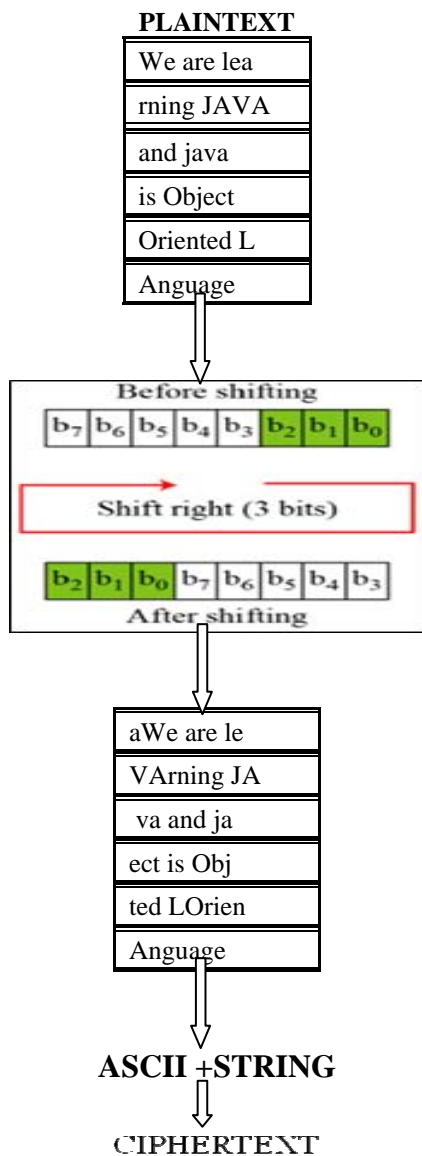 PLAINTEXT
We are lea
rning JAVA
and java
is Object
Oriented L
Anguage
Before shifting
b7 b6 b5 b4 b3 b2 b1 b0
Shift right (3 bits)
b2 b1 b0 b7 b6 b5 b4 b3
After shifting
aWe are le
VArning JA
va and ja
ect is Obj
ted LOrien
Anguage
ASCII +STRING
CIPHERTEXT